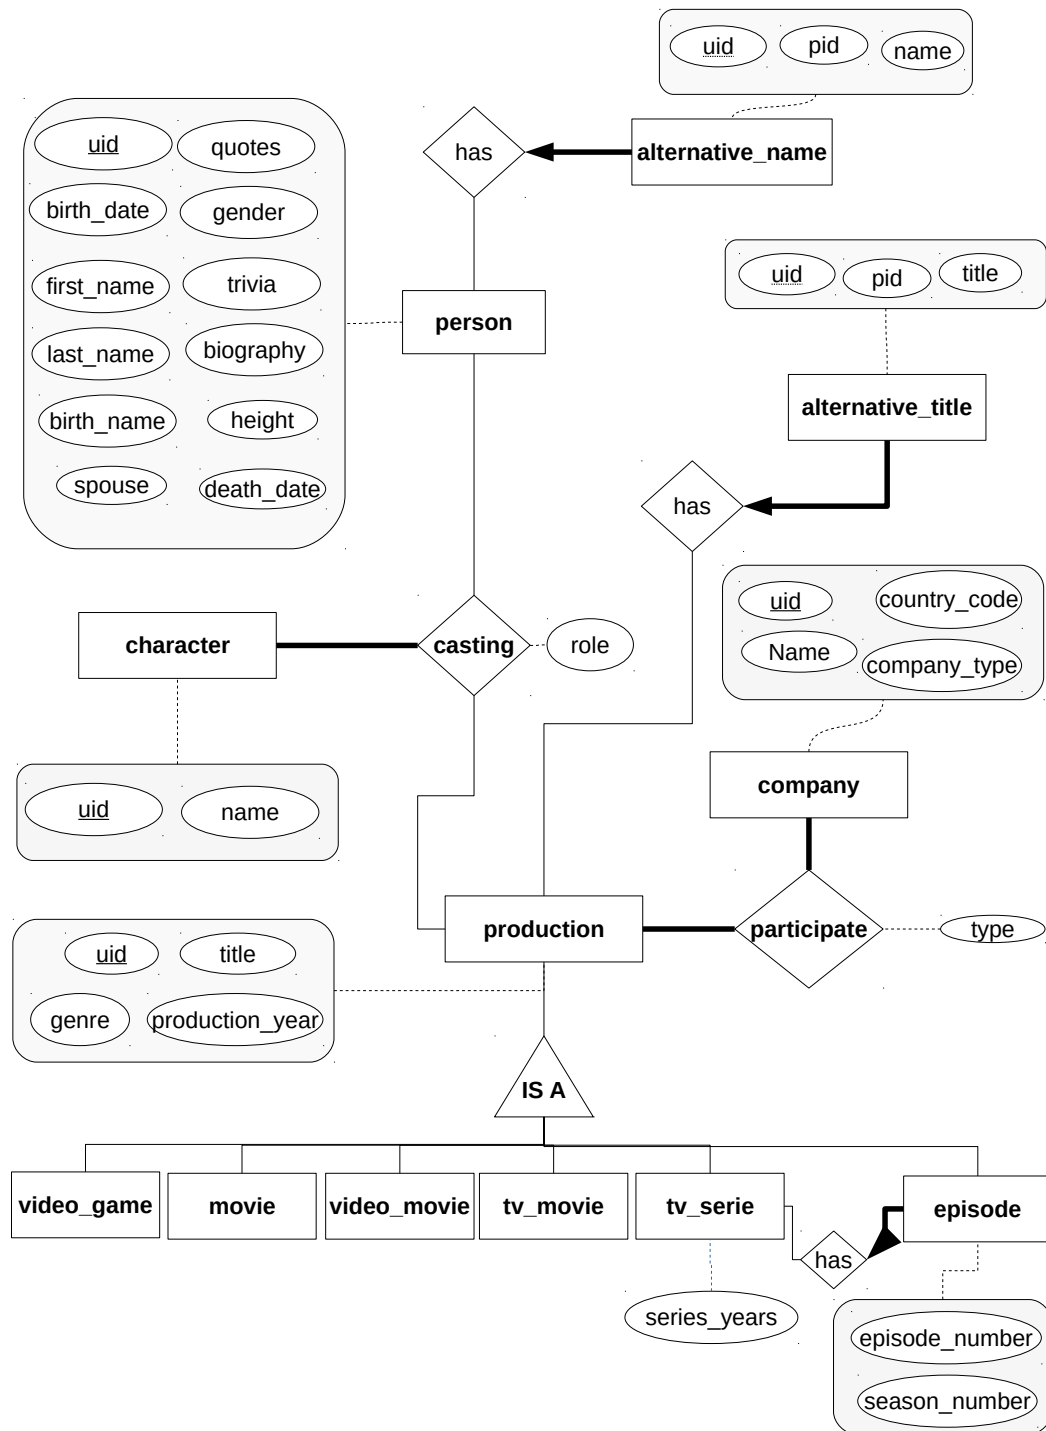 uid
pid
name
has
alternative_name
uid
quotes
birth_date
gender
first_name
trivia
last_name
biography
birth_name
height
spouse
death_date
person
uid
pid
title
alternative_title
has
character
casting
role
uid
country_code
Name
company_type
company
uid
name
production
participate
type
uid
title
genre
production_year
IS A
video_game
movie
video_movie
tv_movie
tv_serie
episode
has
series_years
episode_number
season_number